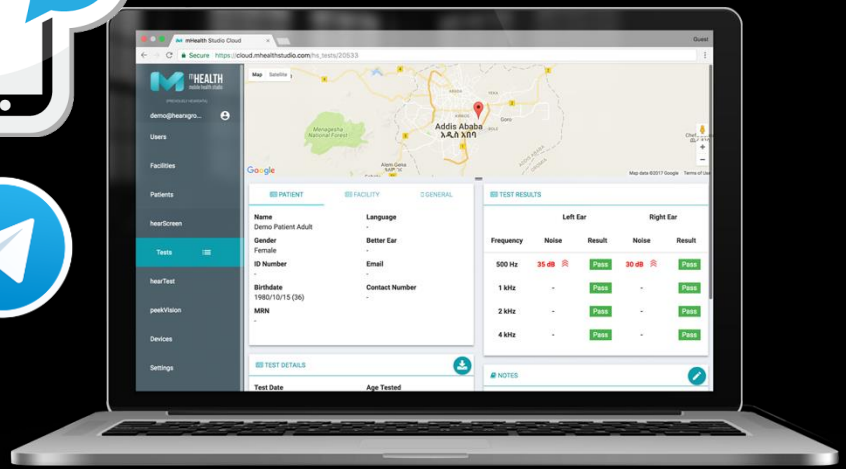 mHealth Studio Cloud
Guest
Secure https://cloud.mhealthstudio.com/hs_tests/20533
mHEALTH
mobile health studio
demo@hearxgro...
Users
Facilities
Patients
hearScreen
Tests
hearTest
peekVision
Devices
Settings
Map Satellite
Menagesha
National Forest
Addis Ababa
አዲስ አበባ
Alem Gena
Google
Map data ©2017 Google Terms of Use
PATIENT FACILITY GENERAL
Name Language
Demo Patient Adult -
Gender Better Ear
Female -
ID Number Email
- -
Birthdate Contact Number
1980/10/15 (36) -
MRN
-
TEST DETAILS
Test Date Age Tested
TEST RESULTS
Left Ear Right Ear
Frequency Noise Result Noise Result
500 Hz 35 dB Pass 30 dB Pass
1 kHz - Pass - Pass
2 kHz - Pass - Pass
4 kHz - Pass - Pass
NOTES